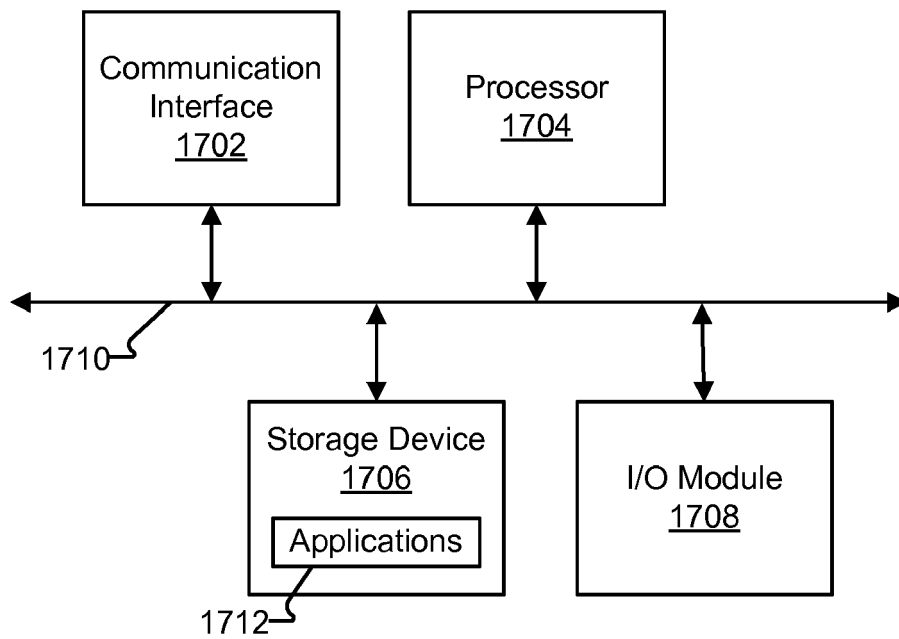 Communication
Interface
1702
Processor
1704
1710
Storage Device
1706
Applications
1712
I/O Module
1708